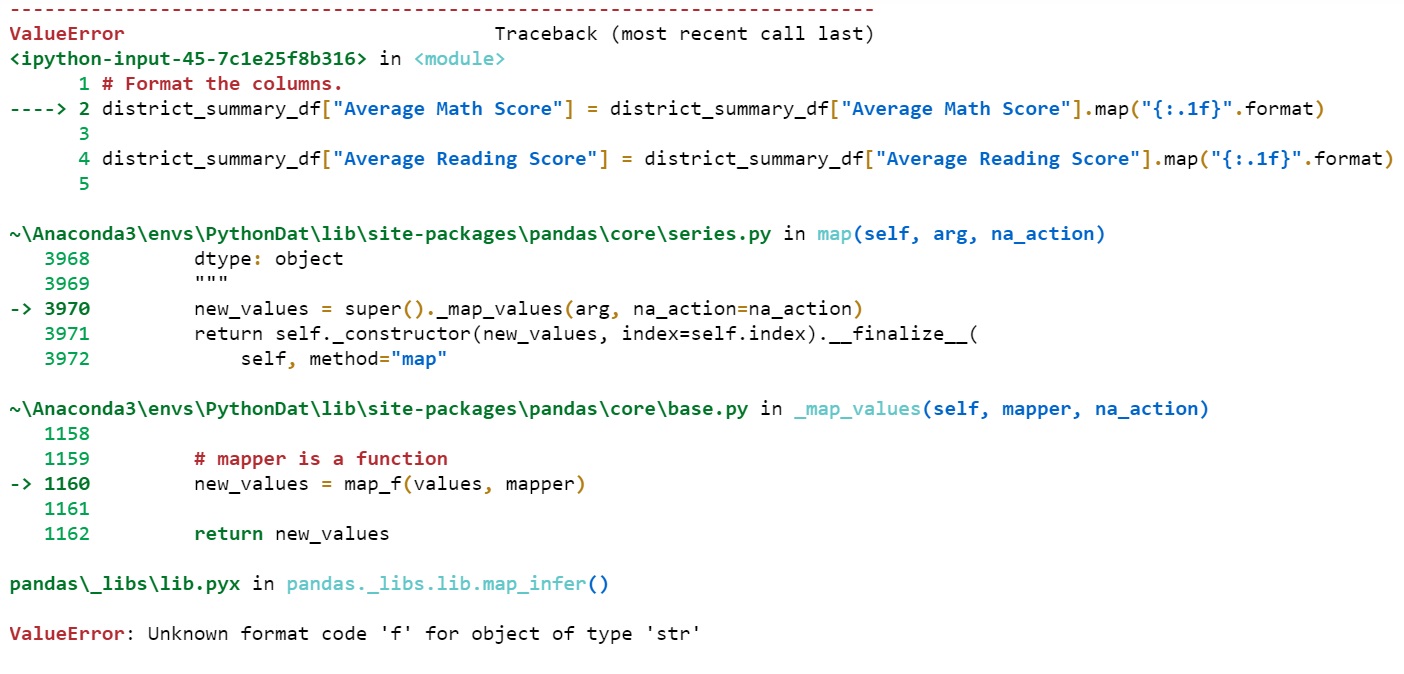 ---------------------------------------------------------------------------
ValueError                                Traceback (most recent call last)
<ipython-input-45-7c1e25f8b316> in <module>
      1 # Format the columns.
----> 2 district_summary_df["Average Math Score"] = district_summary_df["Average Math Score"].map("{:.1f}".format)
      3
      4 district_summary_df["Average Reading Score"] = district_summary_df["Average Reading Score"].map("{:.1f}".format)
      5
~\Anaconda3\envs\PythonDat\lib\site-packages\pandas\core\series.py in map(self, arg, na_action)
   3968         dtype: object
   3969         """
-> 3970         new_values = super()._map_values(arg, na_action=na_action)
   3971         return self._constructor(new_values, index=self.index).__finalize__(
   3972             self, method="map"
~\Anaconda3\envs\PythonDat\lib\site-packages\pandas\core\base.py in _map_values(self, mapper, na_action)
   1158
   1159         # mapper is a function
-> 1160         new_values = map_f(values, mapper)
   1161
   1162         return new_values
pandas\_libs\lib.pyx in pandas._libs.lib.map_infer()
ValueError: Unknown format code 'f' for object of type 'str'